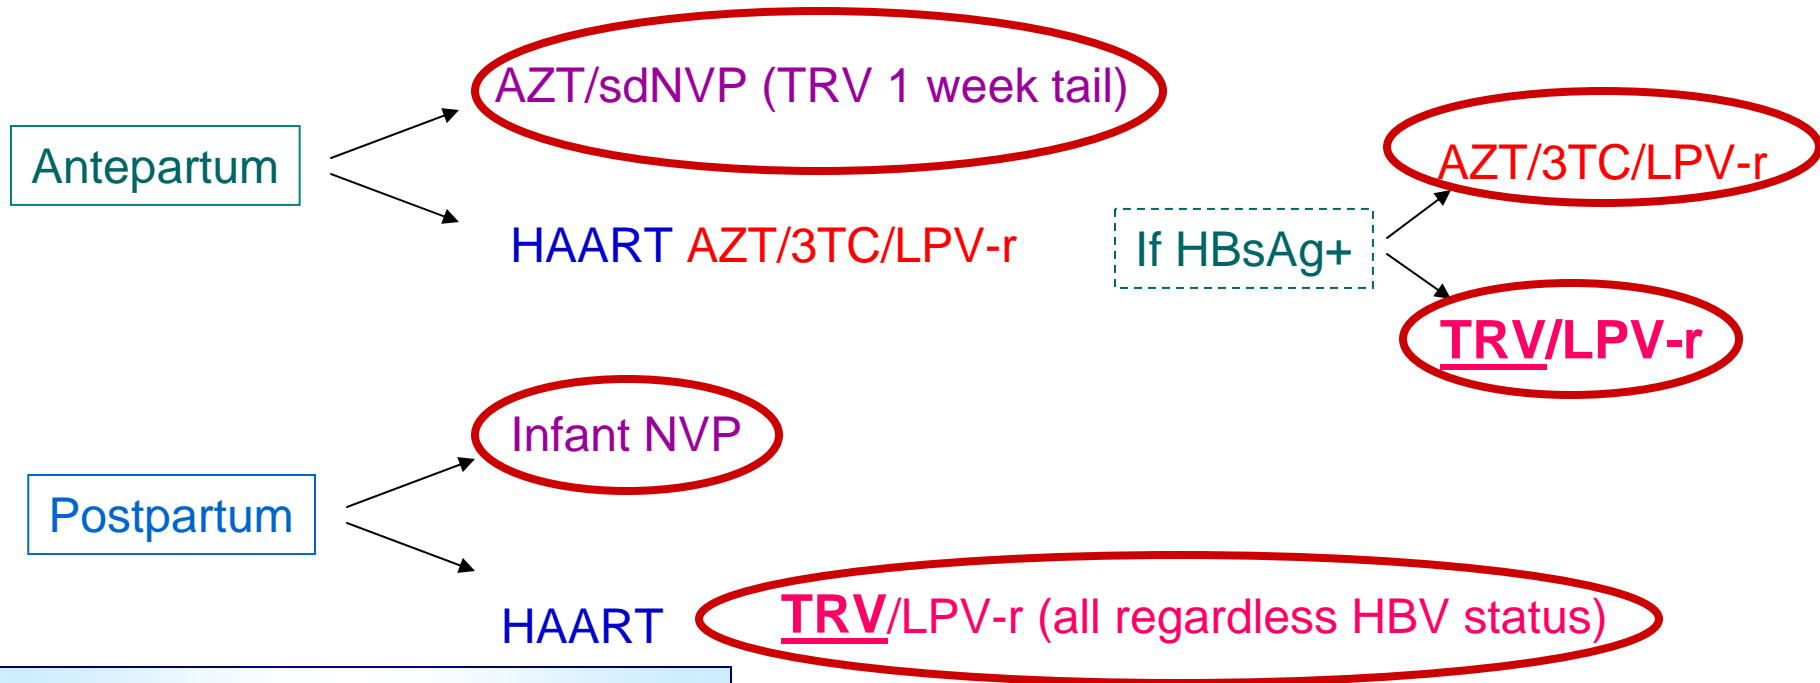 AZT/sdNVP (TRV 1 week tail)
Antepartum
AZT/3TC/LPV-r
HAART AZT/3TC/LPV-r
If HBsAg+
TRV/LPV-r
Infant NVP
Postpartum
HAART TRV/LPV-r (all regardless HBV status)